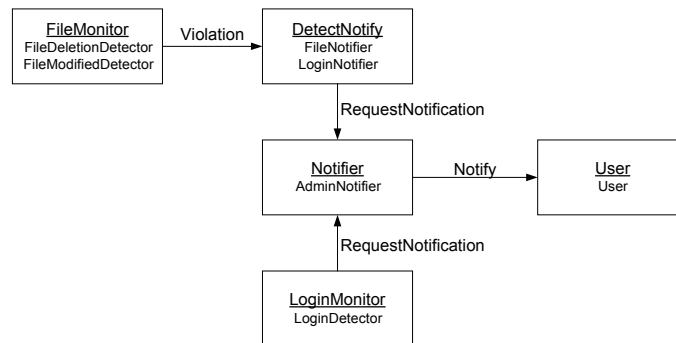 FileMonitor
FileDeletionDetector
FileModifiedDetector
Violation
DetectNotify
FileNotifier
LoginNotifier
RequestNotification
Notifier
AdminNotifier
Notify
User
User
RequestNotification
LoginMonitor
LoginDetector